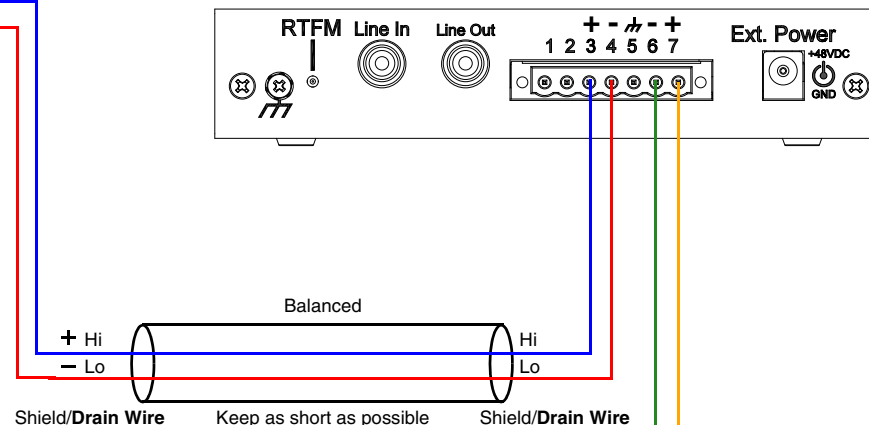 RTFM Line In Line Out + - - + Ext. Power
1 2 3 4 5 6 7 +48VDC
GND
Balanced
+ Hi Hi
− Lo Lo
Shield/Drain Wire Keep as short as possible Shield/Drain Wire